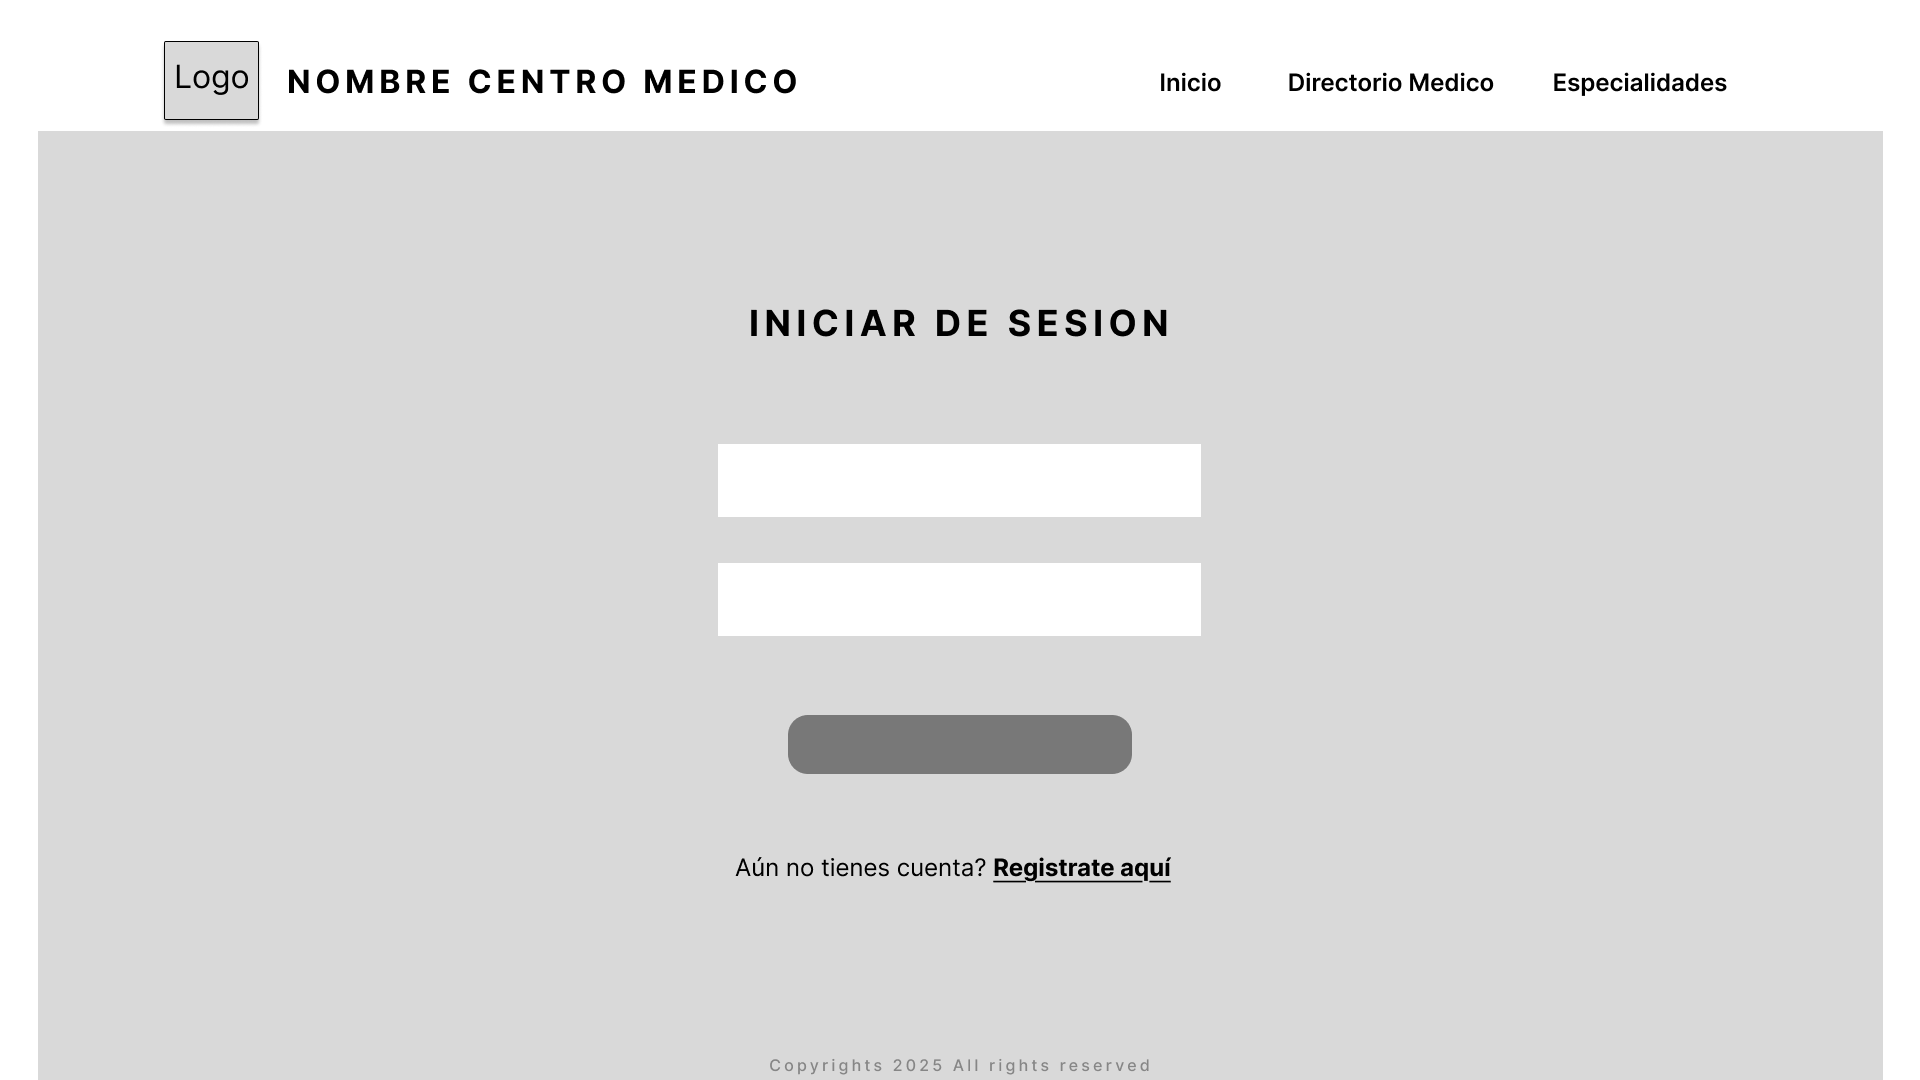 Logo
NOMBRE CENTRO MEDICO
Inicio
Directorio Medico
Especialidades
INICIAR DE SESION
Aún no tienes cuenta? Registrate aquí
Copyrights 2025 All rights reserved